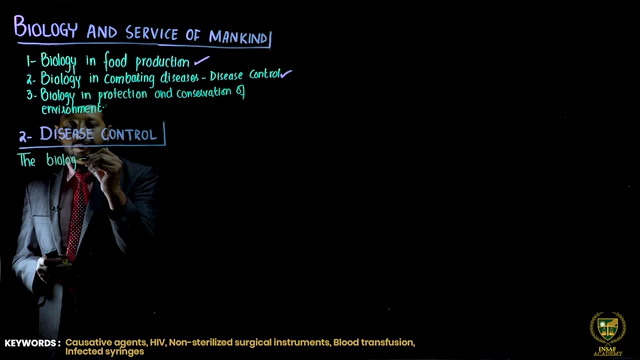 BIOLOGY AND SERVICE OF MANKIND
1- Biology in food production ✓
2- Biology in Combating diseases - Disease control ✓
3- Biology in protection and conservation of
environment.
2- DISEASE CONTROL
The biolog
KEYWORDS : Causative agents, HIV, Non-sterilized surgical instruments, Blood transfusion,
Infected syringes
INSAF
ACADEMY